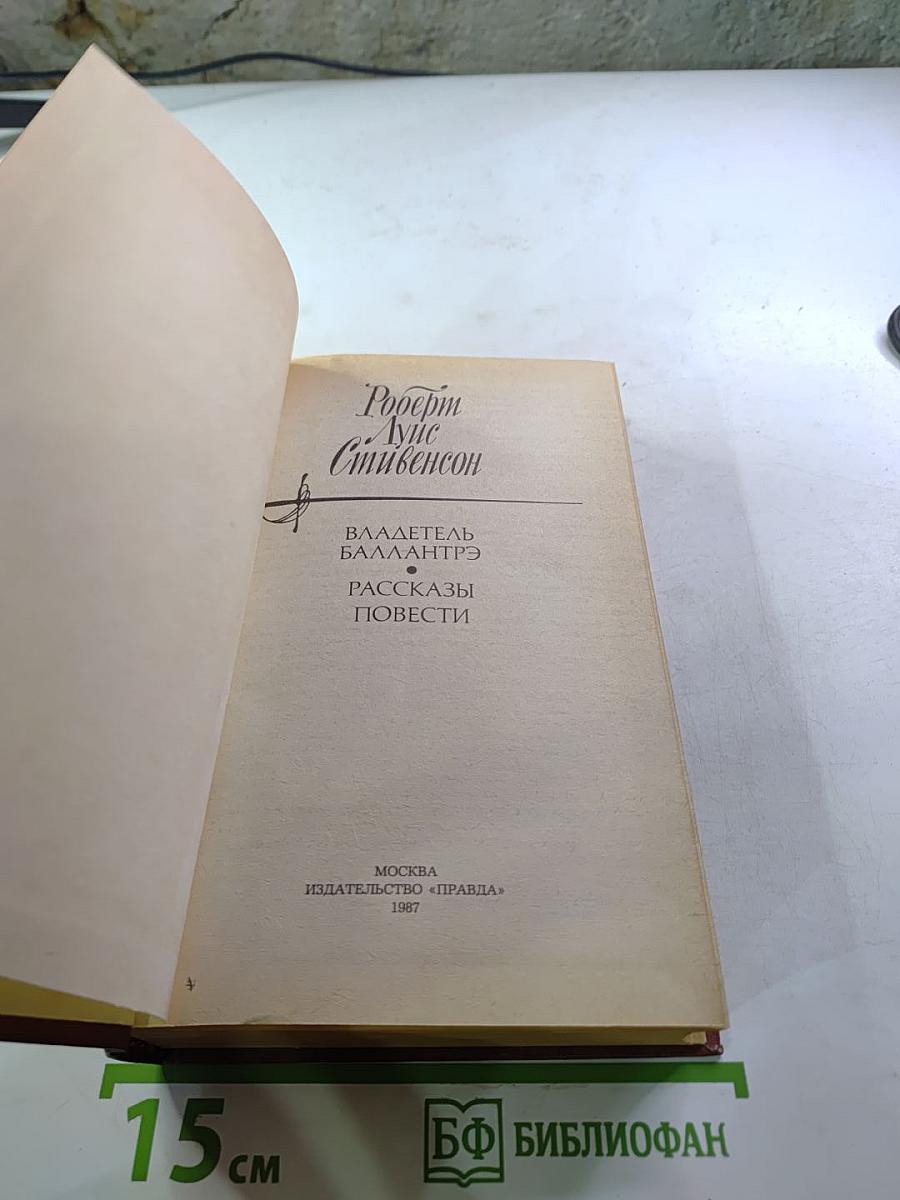 Роберт
Луис
Стивенсон
ВЛАДЕТЕЛЬ
БАЛЛАНТРЭ
•
РАССКАЗЫ
ПОВЕСТИ
МОСКВА
ИЗДАТЕЛЬСТВО «ПРАВДА»
1987
15 см
БФ БИБЛИОФАН